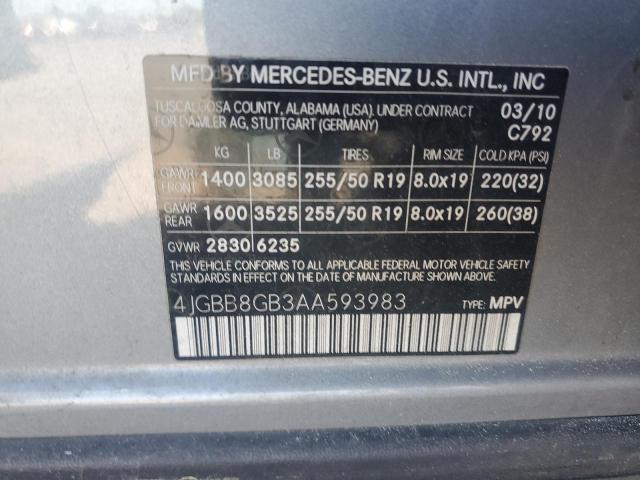 MFD BY MERCEDES-BENZ U.S. INTL., INC
TUSCALOOSA COUNTY, ALABAMA (USA). UNDER CONTRACT 03/10
FOR DAIMLER AG, STUTTGART (GERMANY) C792
KG LB TIRES RIM SIZE COLD KPA (PSI)
GAWR FRONT 1400 3085 255/50 R19 8.0x19 220(32)
GAWR REAR 1600 3525 255/50 R19 8.0x19 260(38)
GVWR 2830 6235
THIS VEHICLE CONFORMS TO ALL APPLICABLE FEDERAL MOTOR VEHICLE SAFETY
STANDARDS IN EFFECT ON THE DATE OF MANUFACTURE SHOWN ABOVE.
4JGBB8GB3AA593983 TYPE: MPV